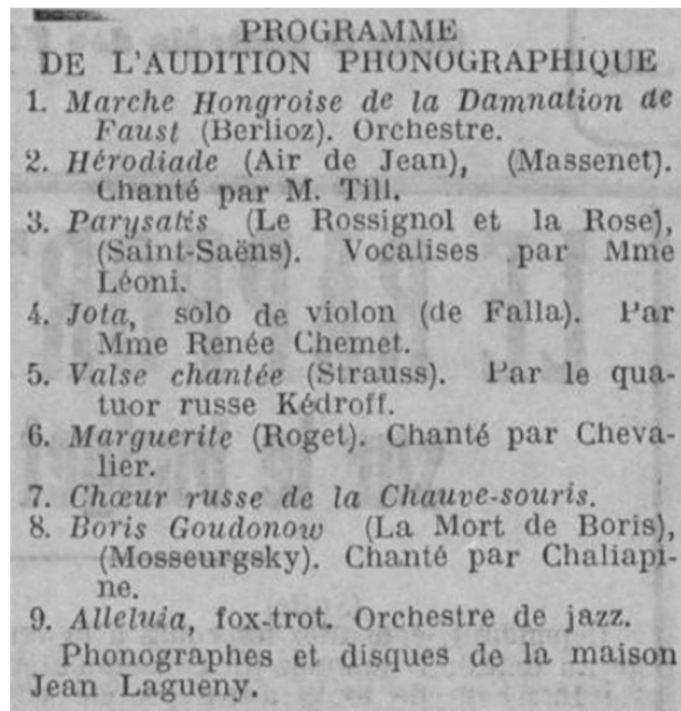 PROGRAMME
DE L'AUDITION PHONOGRAPHIQUE
1. Marche Hongroise de la Damnation de
Faust (Berlioz). Orchestre.
2. Hérodiade (Air de Jean), (Massenet).
Chanté par M. Till.
3. Parysatis (Le Rossignol et la Rose),
(Saint-Saëns). Vocalises par Mme
Léoni.
4. Jota, solo de violon (de Falla). Par
Mme Renée Chemet.
5. Valse chantée (Strauss). Par le qua-
tuor russe Kédroff.
6. Marguerite (Roget). Chanté par Cheva-
lier.
7. Chœur russe de la Chauve-souris.
8. Boris Goudonow (La Mort de Boris),
(Mosseurgsky). Chanté par Chaliapi-
ne.
9. Alleluia, fox-trot. Orchestre de jazz.
Phonographes et disques de la maison
Jean Lagueny.